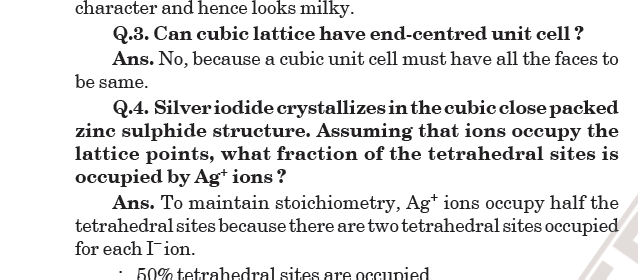 character and hence looks milky.
Q.3. Can cubic lattice have end-centred unit cell ?
Ans. No, because a cubic unit cell must have all the faces to
be same.
Q.4. Silver iodide crystallizes in the cubic close packed
zinc sulphide structure. Assuming that ions occupy the
lattice points, what fraction of the tetrahedral sites is
occupied by Ag⁺ ions ?
Ans. To maintain stoichiometry, Ag⁺ ions occupy half the
tetrahedral sites because there are two tetrahedral sites occupied
for each I⁻ ion.
50% tetrahedral sites are occupied